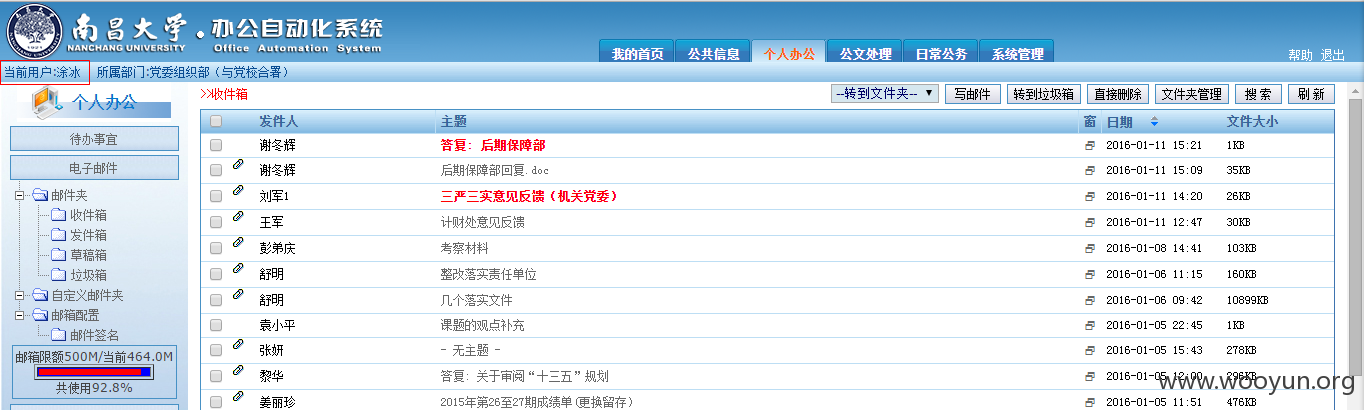 南昌大学·办公自动化系统
NANCHANG UNIVERSITY Office Automation System
我的首页 公共信息 个人办公 公文处理 日常公务 系统管理
帮助 退出
当前用户:涂冰 所属部门:党委组织部（与党校合署）
个人办公
待办事宜
电子邮件
邮件夹
收件箱
发件箱
草稿箱
垃圾箱
自定义邮件夹
邮箱配置
邮件签名
邮箱限额500M/当前464.0M
共使用92.8%
>>收件箱
--转到文件夹-- 写邮件 转到垃圾箱 直接删除 文件夹管理 搜 索 刷 新
发件人 主题 窗 日期 文件大小
谢冬辉 答复: 后期保障部 2016-01-11 15:21 1KB
谢冬辉 后期保障部回复.doc 2016-01-11 15:09 35KB
刘军1 三严三实意见反馈（机关党委） 2016-01-11 14:20 26KB
王军 计财处意见反馈 2016-01-11 12:47 30KB
彭弟庆 考察材料 2016-01-08 14:41 103KB
舒明 整改落实责任单位 2016-01-06 11:15 160KB
舒明 几个落实文件 2016-01-06 09:42 10899KB
袁小平 课题的观点补充 2016-01-05 22:45 1KB
张妍 - 无主题 - 2016-01-05 15:43 278KB
黎华 答复: 关于审阅“十三五”规划 2016-01-05 12:00 296KB
姜丽珍 2015年第26至27期成绩单(更换留存) 2016-01-05 11:51 476KB
www.wooyun.org